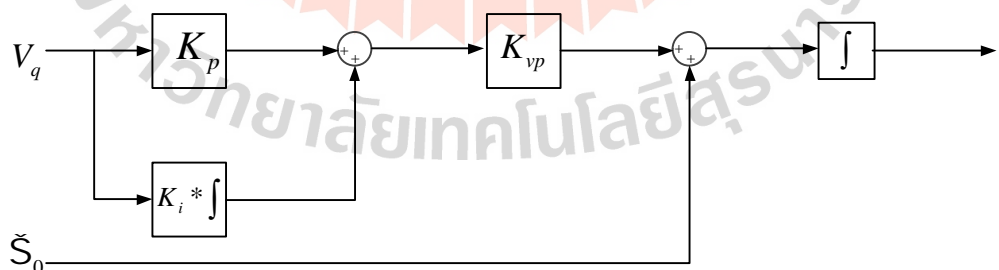 V_q
K_p
+
+
K_vp
+
+
∫
K_i * ∫
Š_0
มหาวิทยาลัยเทคโนโลยีสุรนารี